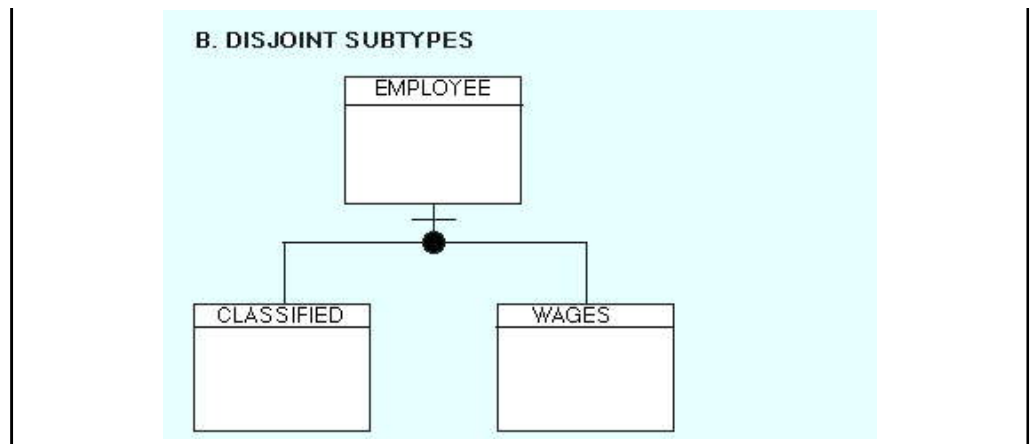 B. DISJOINT SUBTYPES
EMPLOYEE
CLASSIFIED
WAGES